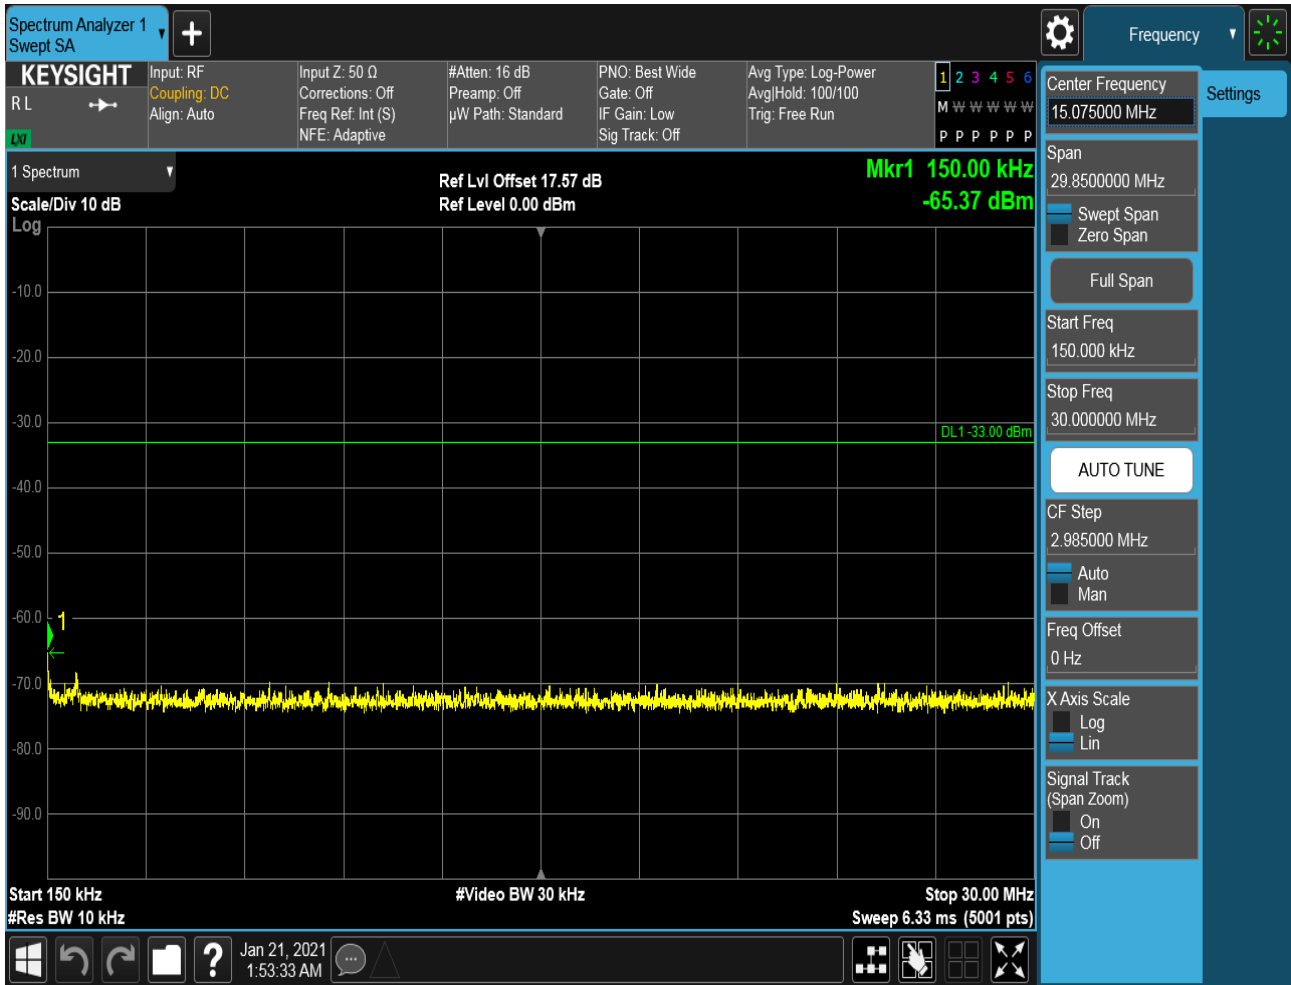 Spectrum Analyzer 1
Swept SA
Frequency
KEYSIGHT
R L
LXI
Input: RF
Coupling: DC
Align: Auto
Input Z: 50 Ω
Corrections: Off
Freq Ref: Int (S)
NFE: Adaptive
#Atten: 16 dB
Preamp: Off
µW Path: Standard
PNO: Best Wide
Gate: Off
IF Gain: Low
Sig Track: Off
Avg Type: Log-Power
Avg|Hold: 100/100
Trig: Free Run
1 2 3 4 5 6
M W W W W W
P P P P P P
1 Spectrum
Scale/Div 10 dB
Log
Ref Lvl Offset 17.57 dB
Ref Level 0.00 dBm
Mkr1 150.00 kHz
-65.37 dBm
-10.0
-20.0
-30.0
DL1 -33.00 dBm
-40.0
-50.0
-60.0
1
-70.0
-80.0
-90.0
Start 150 kHz
#Video BW 30 kHz
Stop 30.00 MHz
#Res BW 10 kHz
Sweep 6.33 ms (5001 pts)
?
Jan 21, 2021
1:53:33 AM
Center Frequency
15.075000 MHz
Settings
Span
29.8500000 MHz
Swept Span
Zero Span
Full Span
Start Freq
150.000 kHz
Stop Freq
30.000000 MHz
AUTO TUNE
CF Step
2.985000 MHz
Auto
Man
Freq Offset
0 Hz
X Axis Scale
Log
Lin
Signal Track
(Span Zoom)
On
Off